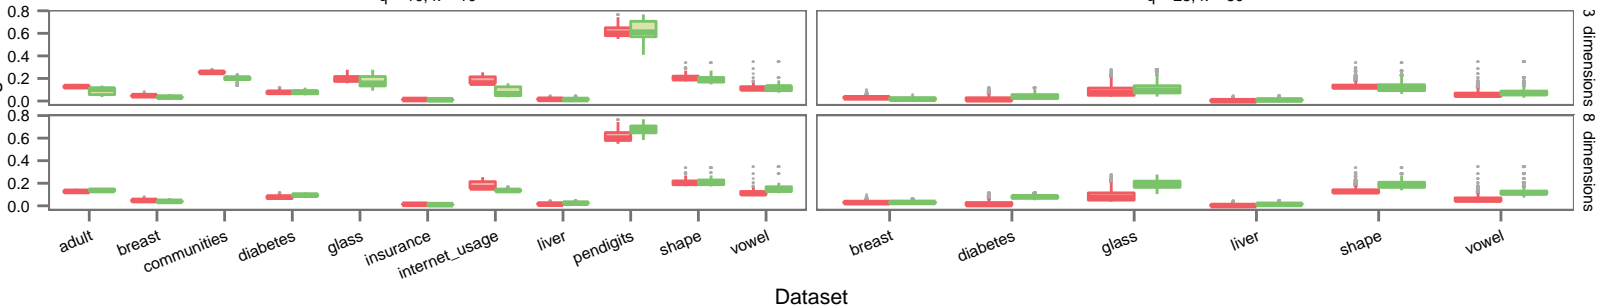 0.8
0.6
0.4
0.2
0.0
3 dimensions
0.8
0.6
0.4
0.2
0.0
8 dimensions
adult breast communities diabetes glass insurance internet_usage liver pendigits shape vowel
breast diabetes glass liver shape vowel
Dataset